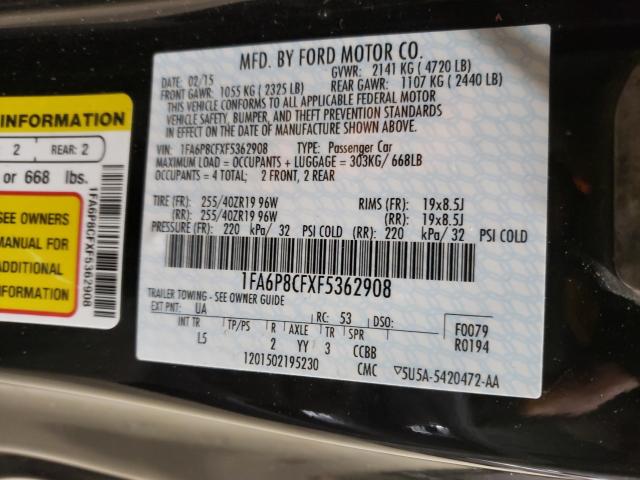 INFORMATION
2 REAR: 2
or 668 lbs.
SEE OWNERS
MANUAL FOR
ADDITIONAL
INFORMATION
1FA6P8CFXF5362908
MFD. BY FORD MOTOR CO.
DATE: 02/15 GVWR: 2141 KG ( 4720 LB)
FRONT GAWR: 1055 KG ( 2325 LB) REAR GAWR: 1107 KG ( 2440 LB)
THIS VEHICLE CONFORMS TO ALL APPLICABLE FEDERAL MOTOR
VEHICLE SAFETY, BUMPER, AND THEFT PREVENTION STANDARDS
IN EFFECT ON THE DATE OF MANUFACTURE SHOWN ABOVE.
VIN: 1FA6P8CFXF5362908 TYPE: Passenger Car
MAXIMUM LOAD = OCCUPANTS + LUGGAGE = 303KG/ 668LB
OCCUPANTS = 4 TOTAL; 2 FRONT, 2 REAR
TIRE (FR): 255/40ZR19 96W RIMS (FR): 19x8.5J
(RR): 255/40ZR19 96W (RR): 19x8.5J
PRESSURE (FR): 220 kPa/ 32 PSI COLD (RR): 220 kPa/ 32 PSI COLD
1FA6P8CFXF5362908
TRAILER TOWING - SEE OWNER GUIDE
EXT PNT: UA RC: 53 DSO: F0079
INT TR TP/PS R AXLE TR SPR R0194
L5 2 YY 3 CCBB
1201502195230 CMC ▽5U5A-5420472-AA